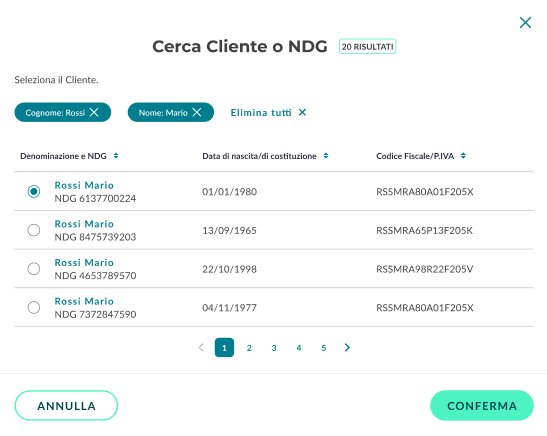 Cerca Cliente o NDG 20 RISULTATI
Seleziona il Cliente.
Cognome: Rossi Nome: Mario Elimina tutti
Denominazione e NDG Data di nascita/di costituzione Codice Fiscale/P.IVA
Rossi Mario
NDG 6137700224 01/01/1980 RSSMRA80A01F205X
Rossi Mario
NDG 8475739203 13/09/1965 RSSMRA65P13F205K
Rossi Mario
NDG 4653789570 22/10/1998 RSSMRA98R22F205V
Rossi Mario
NDG 7372847590 04/11/1977 RSSMRA80A01F205X
1 2 3 4 5
ANNULLA CONFERMA